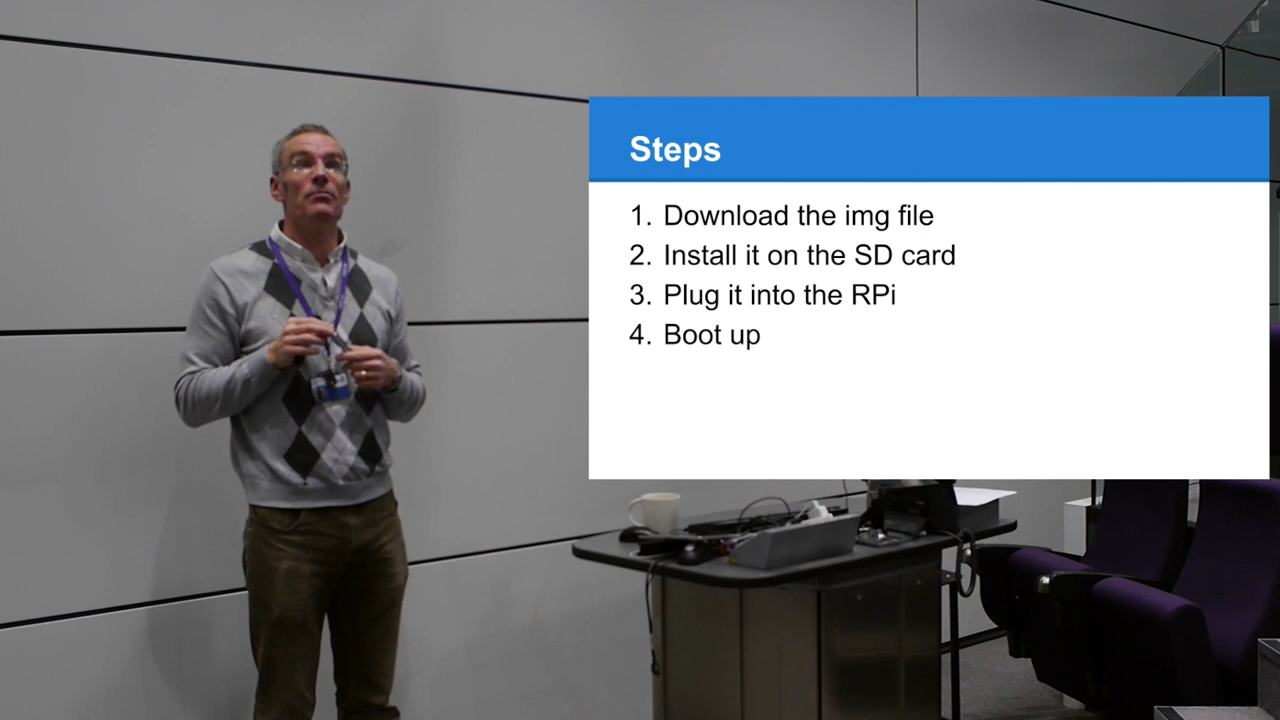 Steps
1. Download the img file
2. Install it on the SD card
3. Plug it into the RPi
4. Boot up